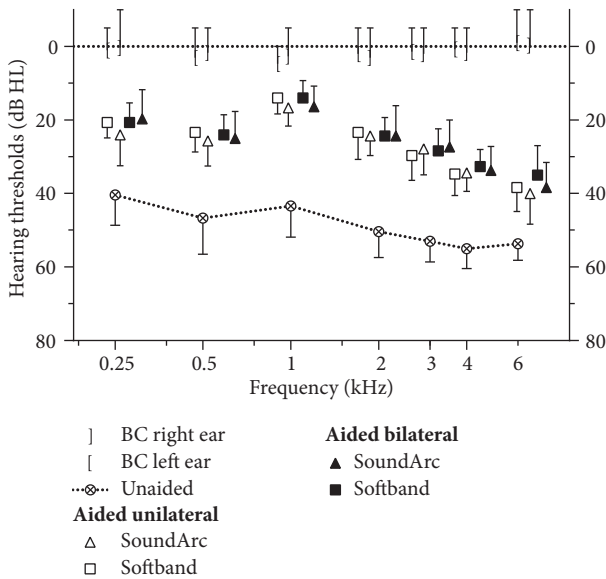 0
20
40
60
80
Hearing thresholds (dB HL)
0
20
40
60
80
0.25 0.5 1 2 3 4 6
Frequency (kHz)
] BC right ear
[ BC left ear
Unaided
Aided unilateral
SoundArc
Softband
Aided bilateral
SoundArc
Softband